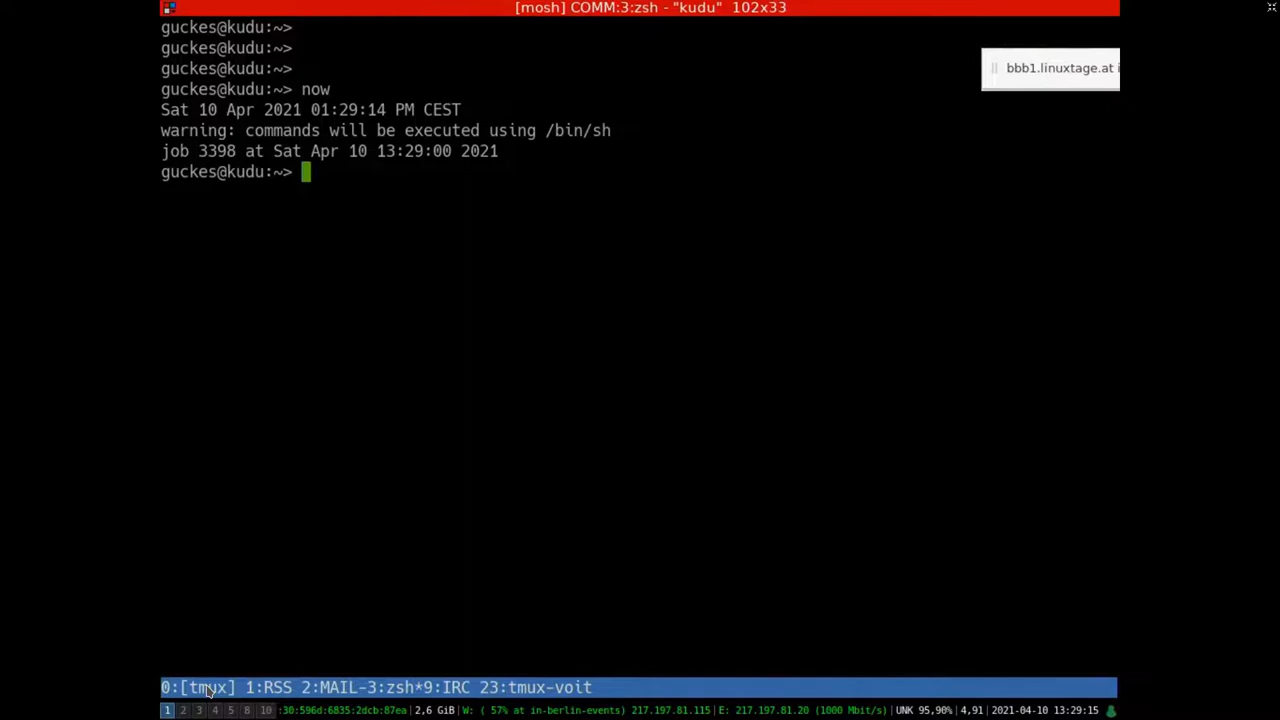 [mosh] COMM:3:zsh - "kudu" 102x33
guckes@kudu:~>
guckes@kudu:~>
guckes@kudu:~>
bbb1.linuxtage.at i
guckes@kudu:~> now
Sat 10 Apr 2021 01:29:14 PM CEST
warning: commands will be executed using /bin/sh
job 3398 at Sat Apr 10 13:29:00 2021
guckes@kudu:~>
0:[tmux] 1:RSS 2:MAIL-3:zsh*9:IRC 23:tmux-voit
1 2 3 4 5 8 10 :30:596d:6835:2dcb:87ea|2,6 GiB|W: ( 57% at in-berlin-events) 217.197.81.115|E: 217.197.81.20 (1000 Mbit/s)|UNK 95,90%|4,91|2021-04-10 13:29:15